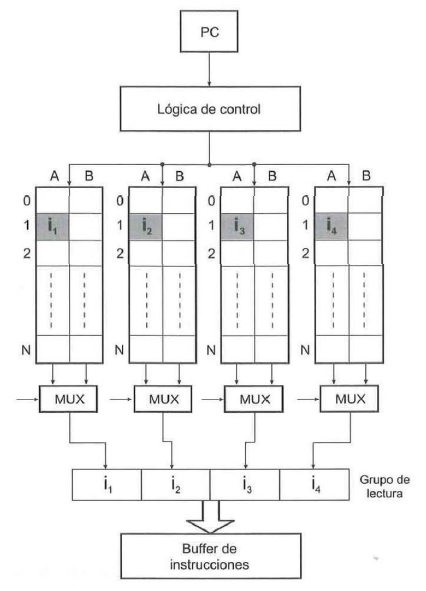 PC
Lógica de control
A B A B A B A B
0 0 0 0
1 i1 1 i2 1 i3 1 i4
2 2 2 2
N N N N
MUX MUX MUX MUX
i1 i2 i3 i4
Grupo de
lectura
Buffer de
instrucciones